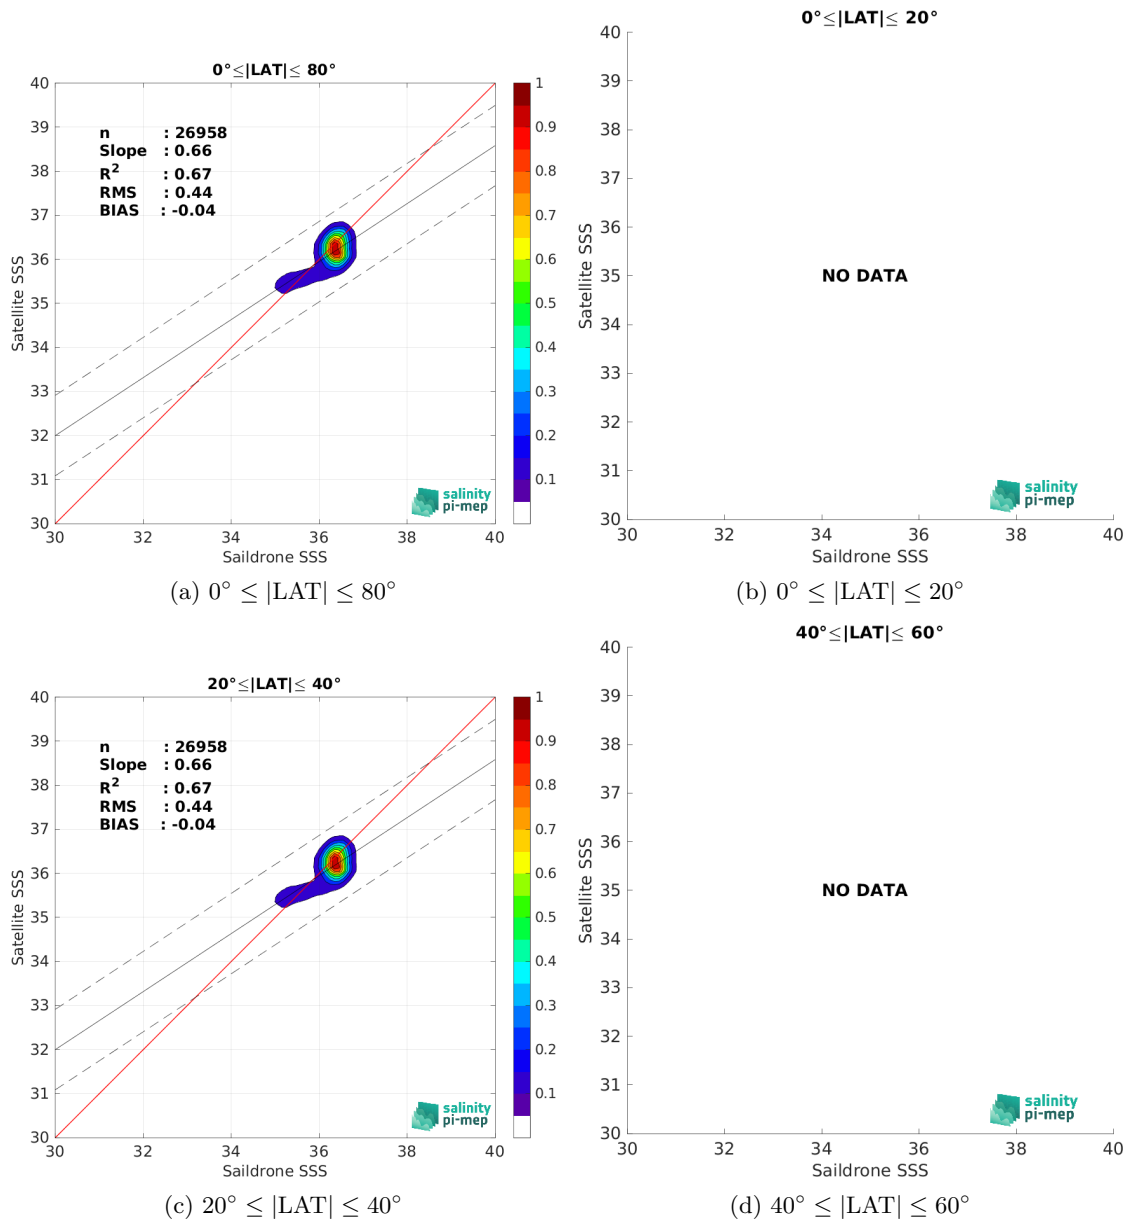 0°≤|LAT|≤ 80°
40
39
38
37
36
35
34
33
32
31
30
Satellite SSS
n : 26958
Slope : 0.66
R² : 0.67
RMS : 0.44
BIAS : -0.04
salinity
pi-mep
30 32 34 36 38 40
Saildrone SSS
1
0.9
0.8
0.7
0.6
0.5
0.4
0.3
0.2
0.1
(a) 0° ≤ |LAT| ≤ 80°
0°≤|LAT|≤ 20°
40
39
38
37
36
35
34
33
32
31
30
Satellite SSS
NO DATA
salinity
pi-mep
30 32 34 36 38 40
Saildrone SSS
(b) 0° ≤ |LAT| ≤ 20°
20°≤|LAT|≤ 40°
40
39
38
37
36
35
34
33
32
31
30
Satellite SSS
n : 26958
Slope : 0.66
R² : 0.67
RMS : 0.44
BIAS : -0.04
salinity
pi-mep
30 32 34 36 38 40
Saildrone SSS
1
0.9
0.8
0.7
0.6
0.5
0.4
0.3
0.2
0.1
(c) 20° ≤ |LAT| ≤ 40°
40°≤|LAT|≤ 60°
40
39
38
37
36
35
34
33
32
31
30
Satellite SSS
NO DATA
salinity
pi-mep
30 32 34 36 38 40
Saildrone SSS
(d) 40° ≤ |LAT| ≤ 60°